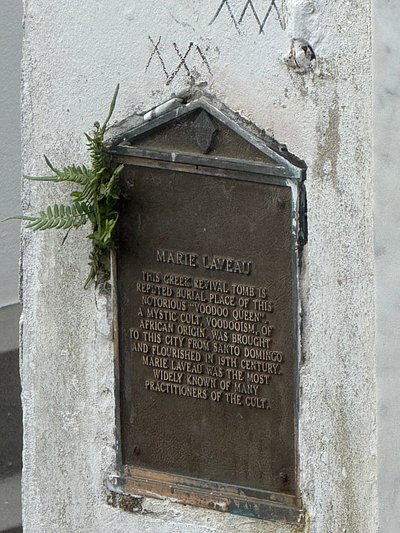 XXX
XXX
MARIE LAVEAU
THIS GREEK REVIVAL TOMB IS
REPUTED BURIAL PLACE OF THIS
NOTORIOUS "VOODOO QUEEN".
A MYSTIC CULT, VOODOOISM, OF
AFRICAN ORIGIN, WAS BROUGHT
TO THIS CITY FROM SANTO DOMINGO
AND FLOURISHED IN 19TH CENTURY.
MARIE LAVEAU WAS THE MOST
WIDELY KNOWN OF MANY
PRACTITIONERS OF THE CULT.